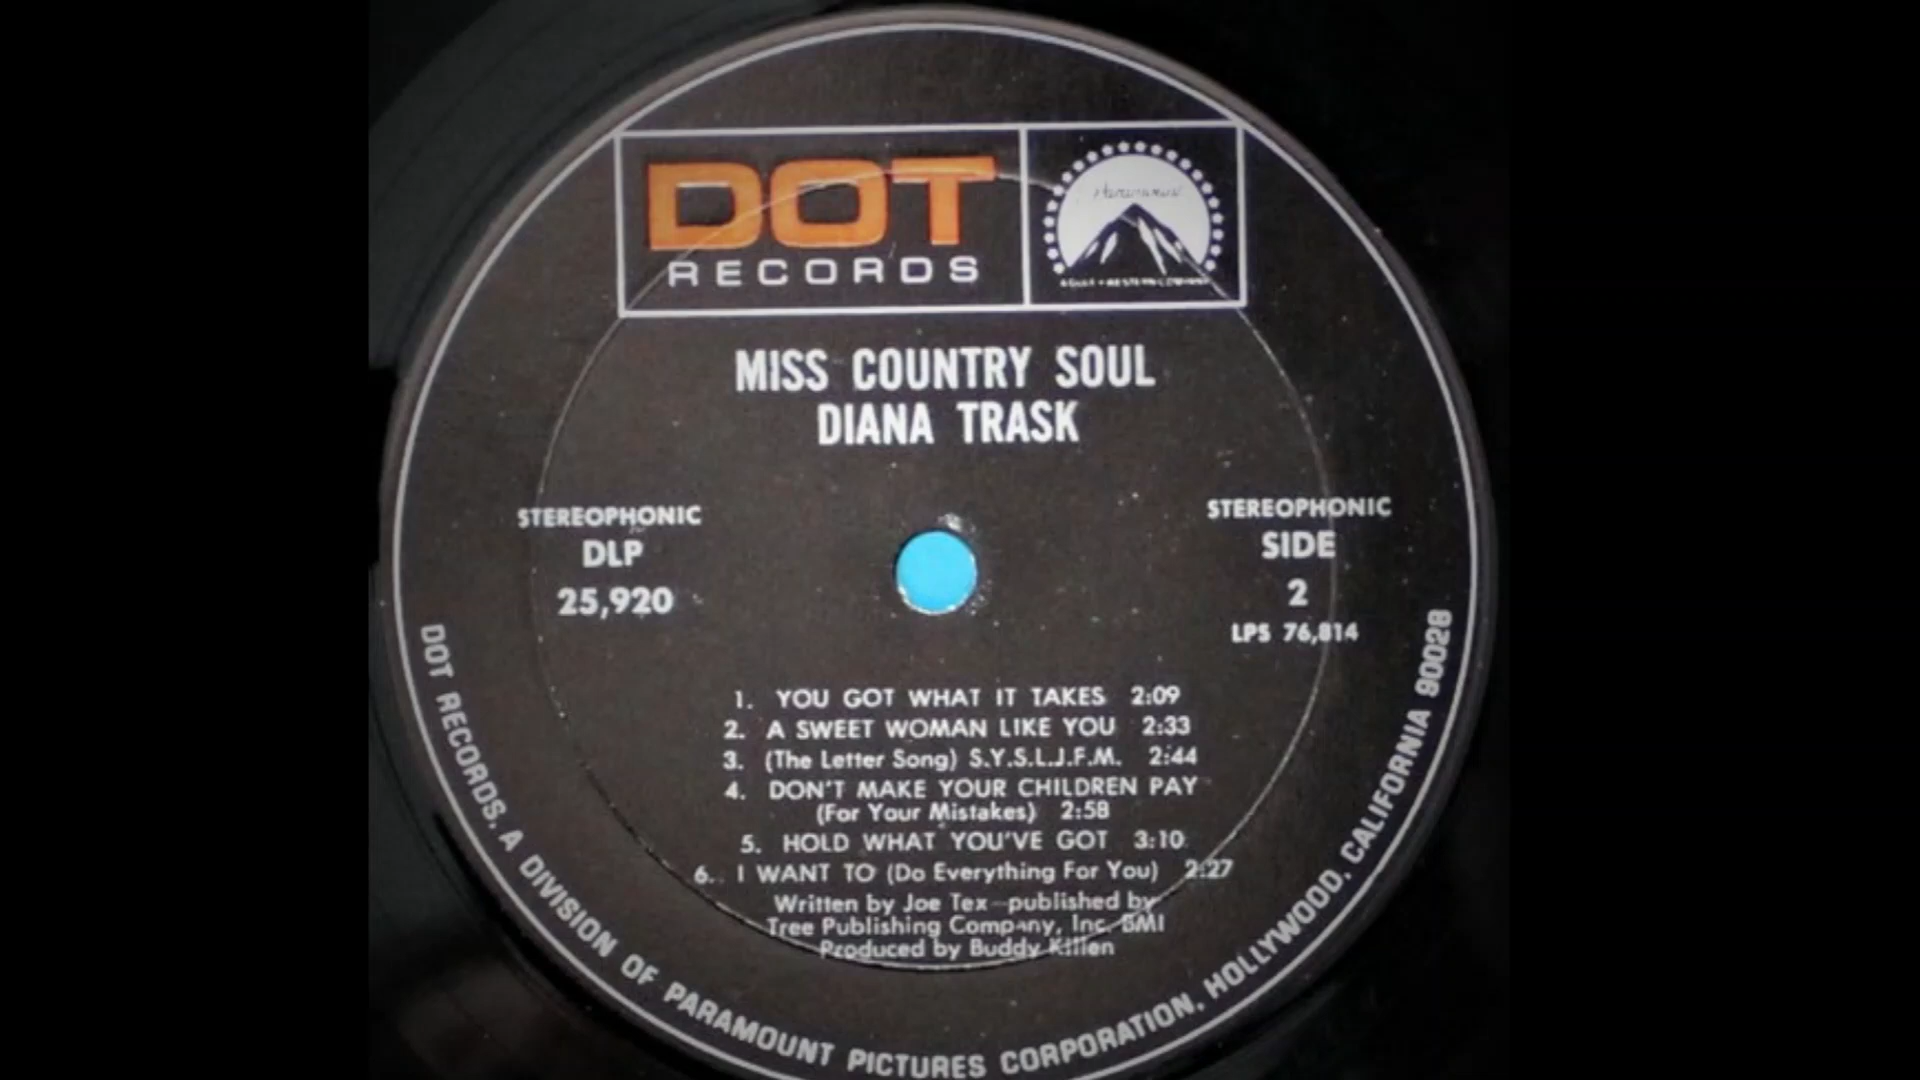 DOT
RECORDS
Paramount
A GULF + WESTERN COMPANY
MISS COUNTRY SOUL
DIANA TRASK
STEREOPHONIC
DLP
25,920
STEREOPHONIC
SIDE
2
LPS 76,814
1. YOU GOT WHAT IT TAKES 2:09
2. A SWEET WOMAN LIKE YOU 2:33
3. (The Letter Song) S.Y.S.L.J.F.M. 2:44
4. DON'T MAKE YOUR CHILDREN PAY
(For Your Mistakes) 2:58
5. HOLD WHAT YOU'VE GOT 3:10
6. I WANT TO (Do Everything For You) 2:27
Written by Joe Tex—published by
Tree Publishing Company, Inc. BMI
Produced by Buddy Killen
DOT RECORDS, A DIVISION OF PARAMOUNT PICTURES CORPORATION, HOLLYWOOD, CALIFORNIA 90028